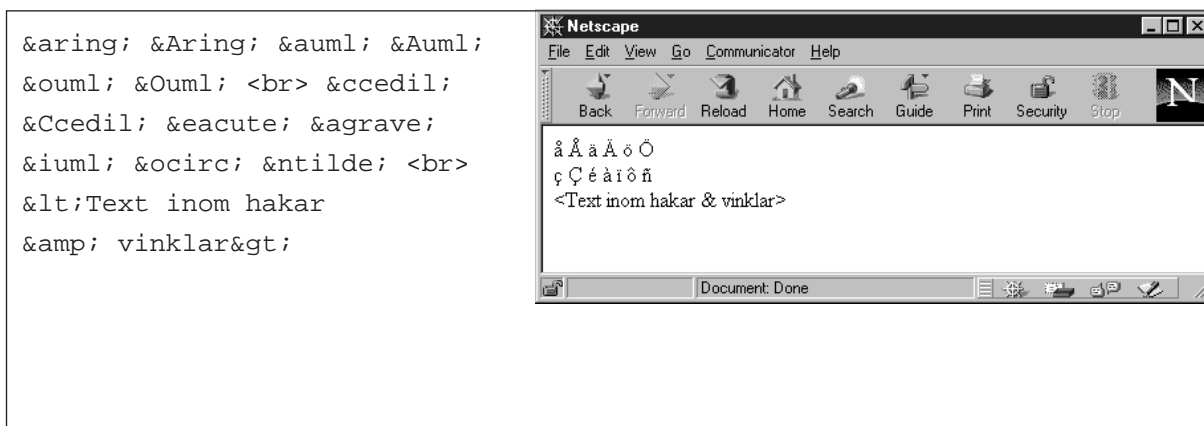 &aring; &Aring; &auml; &Auml;
&ouml; &Ouml; <br> &ccedil;
&Ccedil; &eacute; &agrave;
&iuml; &ocirc; &ntilde; <br>
&lt;Text inom hakar
&amp; vinklar&gt;
Netscape
File Edit View Go Communicator Help
Back Forward Reload Home Search Guide Print Security Stop
N
å Å ä Ä ö Ö
ç Ç é à ï ô ñ
<Text inom hakar & vinklar>
Document: Done